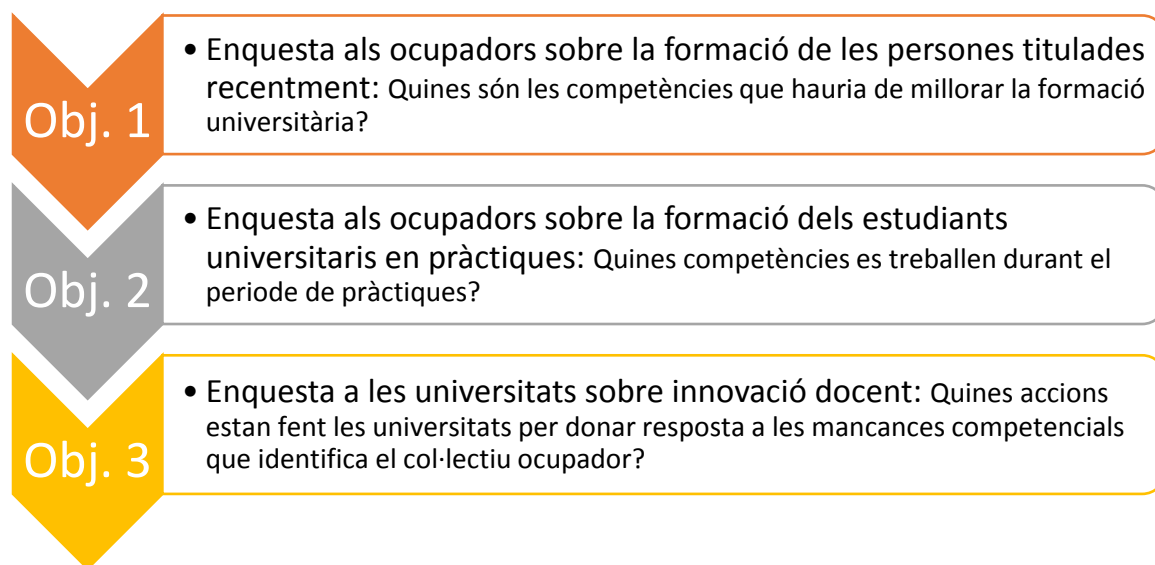 Obj. 1
• Enquesta als ocupadors sobre la formació de les persones titulades
recentment: Quines són les competències que hauria de millorar la formació
universitària?
Obj. 2
• Enquesta als ocupadors sobre la formació dels estudiants
universitaris en pràctiques: Quines competències es treballen durant el
periode de pràctiques?
Obj. 3
• Enquesta a les universitats sobre innovació docent: Quines accions
estan fent les universitats per donar resposta a les mancances competencials
que identifica el col·lectiu ocupador?